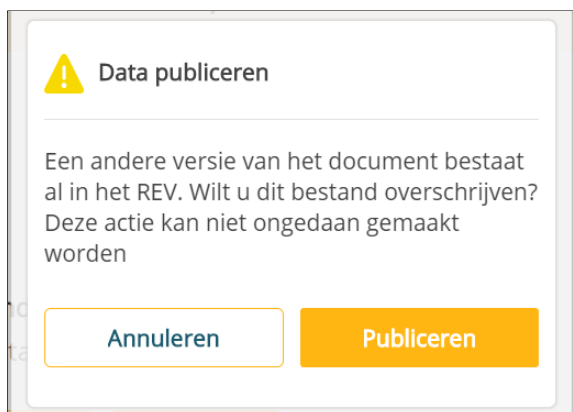 Data publiceren
Een andere versie van het document bestaat
al in het REV. Wilt u dit bestand overschrijven?
Deze actie kan niet ongedaan gemaakt
worden
Annuleren
Publiceren